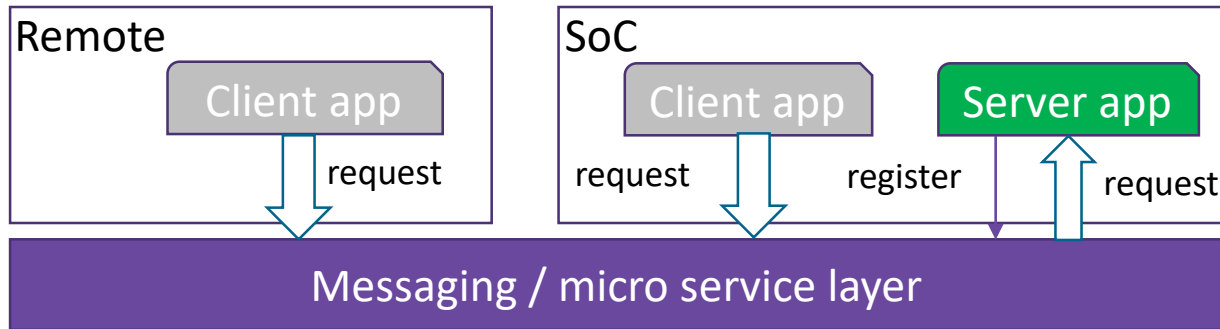 Remote
Client app
request
SoC
Client app
Server app
request
register
request
Messaging / micro service layer